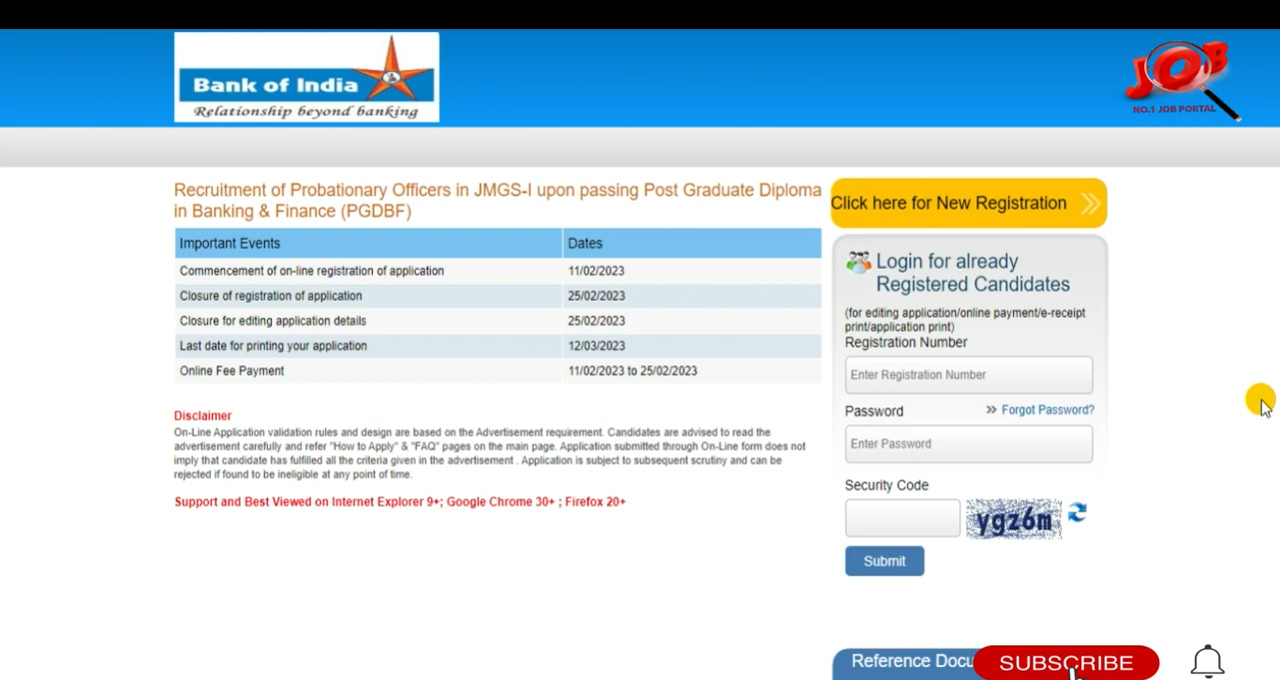 Bank of India
Relationship beyond banking
JOB
NO.1 JOB PORTAL
Recruitment of Probationary Officers in JMGS-I upon passing Post Graduate Diploma
in Banking & Finance (PGDBF)
Important Events Dates
Commencement of on-line registration of application 11/02/2023
Closure of registration of application 25/02/2023
Closure for editing application details 25/02/2023
Last date for printing your application 12/03/2023
Online Fee Payment 11/02/2023 to 25/02/2023
Disclaimer
On-Line Application validation rules and design are based on the Advertisement requirement. Candidates are advised to read the
advertisement carefully and refer "How to Apply" & "FAQ" pages on the main page. Application submitted through On-Line form does not
imply that candidate has fulfilled all the criteria given in the advertisement . Application is subject to subsequent scrutiny and can be
rejected if found to be ineligible at any point of time.
Support and Best Viewed on Internet Explorer 9+; Google Chrome 30+ ; Firefox 20+
Click here for New Registration
Login for already
Registered Candidates
(for editing application/online payment/e-receipt
print/application print)
Registration Number
Enter Registration Number
Password >> Forgot Password?
Enter Password
Security Code
ygz6m
Submit
Reference Docu
SUBSCRIBE